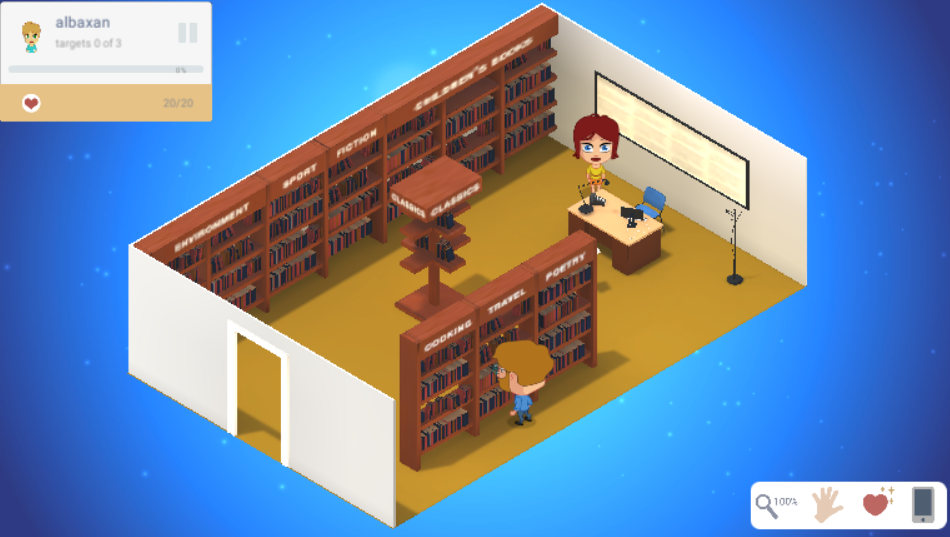 albaxan
targets 0 of 3
0%
20/20
CHILDREN'S BOOKS
FICTION
SPORT
ENVIRONMENT
CLASSICS
CLASSICS
POETRY
TRAVEL
COOKING
100%